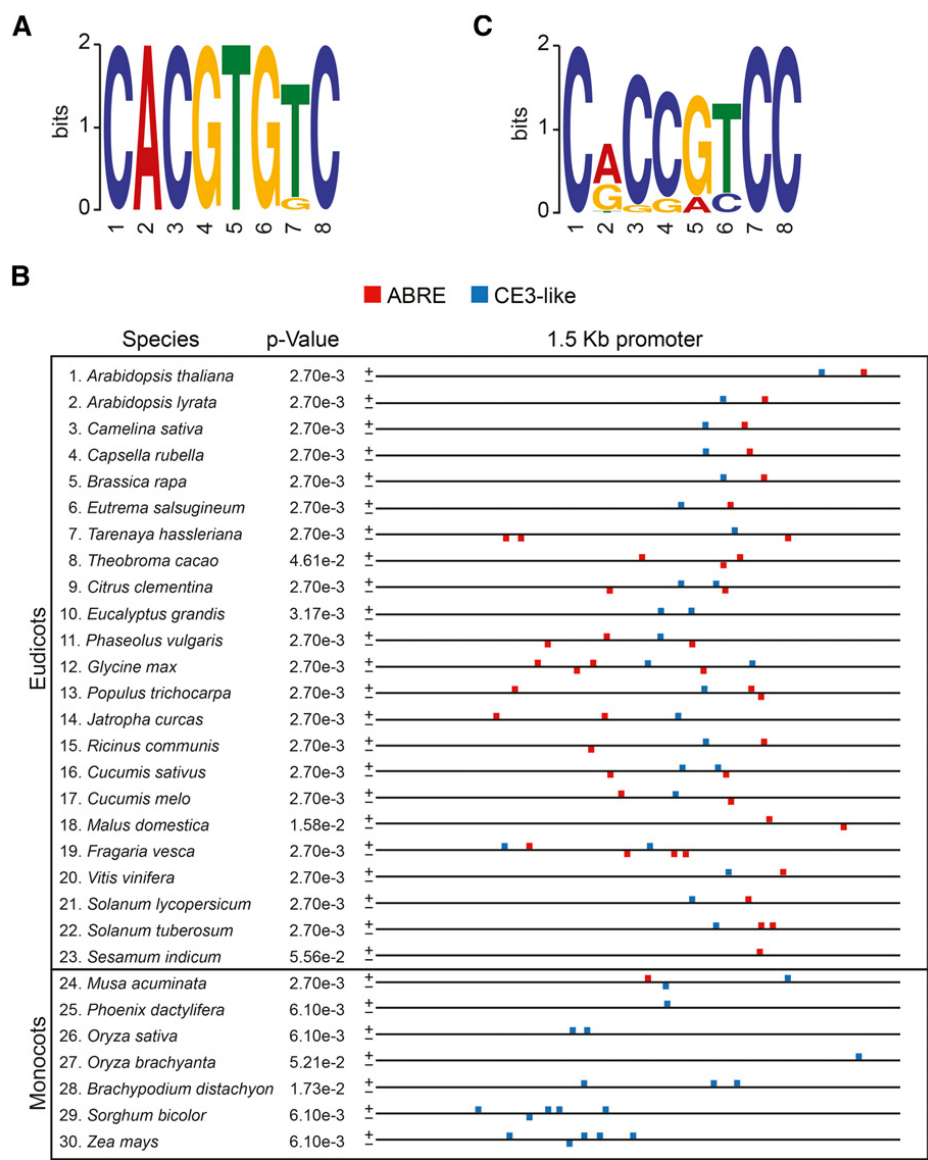 A
C
2
bits
1
0
CACGTGTC
G
1 2 3 4 5 6 7 8
2
bits
1
0
CACCGTCC
GGGAC
1 2 3 4 5 6 7 8
B
ABRE CE3-like
Species p-Value 1.5 Kb promoter
Eudicots
1. Arabidopsis thaliana 2.70e-3 ±
2. Arabidopsis lyrata 2.70e-3 ±
3. Camelina sativa 2.70e-3 ±
4. Capsella rubella 2.70e-3 ±
5. Brassica rapa 2.70e-3 ±
6. Eutrema salsugineum 2.70e-3 ±
7. Tarenaya hassleriana 2.70e-3 ±
8. Theobroma cacao 4.61e-2 ±
9. Citrus clementina 2.70e-3 ±
10. Eucalyptus grandis 3.17e-3 ±
11. Phaseolus vulgaris 2.70e-3 ±
12. Glycine max 2.70e-3 ±
13. Populus trichocarpa 2.70e-3 ±
14. Jatropha curcas 2.70e-3 ±
15. Ricinus communis 2.70e-3 ±
16. Cucumis sativus 2.70e-3 ±
17. Cucumis melo 2.70e-3 ±
18. Malus domestica 1.58e-2 ±
19. Fragaria vesca 2.70e-3 ±
20. Vitis vinifera 2.70e-3 ±
21. Solanum lycopersicum 2.70e-3 ±
22. Solanum tuberosum 2.70e-3 ±
23. Sesamum indicum 5.56e-2 ±
Monocots
24. Musa acuminata 2.70e-3 ±
25. Phoenix dactylifera 6.10e-3 ±
26. Oryza sativa 6.10e-3 ±
27. Oryza brachyanta 5.21e-2 ±
28. Brachypodium distachyon 1.73e-2 ±
29. Sorghum bicolor 6.10e-3 ±
30. Zea mays 6.10e-3 ±